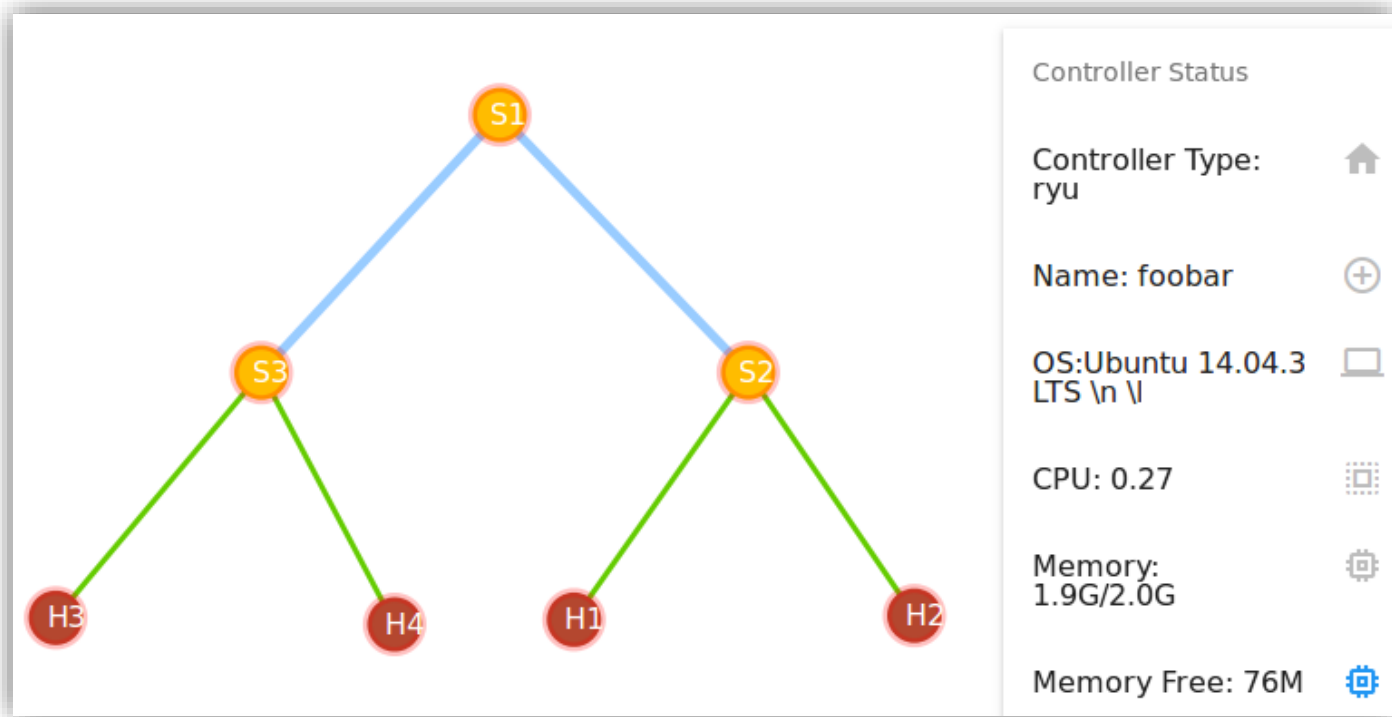 S1
S3
S2
H3
H4
H1
H2
Controller Status
Controller Type:
ryu
Name: foobar
OS:Ubuntu 14.04.3
LTS \n \l
CPU: 0.27
Memory:
1.9G/2.0G
Memory Free: 76M